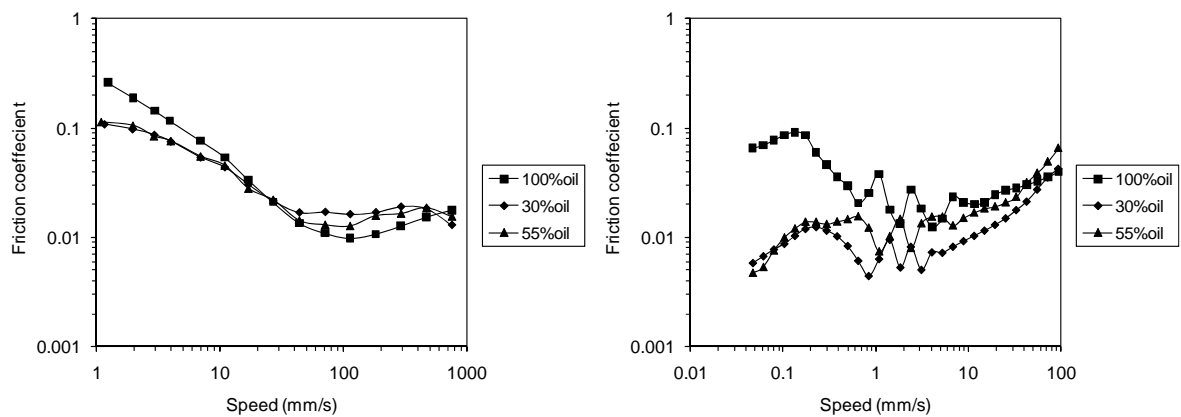 1
0.1
0.01
0.001
Friction coeffecient
1 10 100 1000
Speed (mm/s)
100%oil
30%oil
55%oil
1
0.1
0.01
0.001
Friction coeffecient
0.01 0.1 1 10 100
Speed (mm/s)
100%oil
30%oil
55%oil